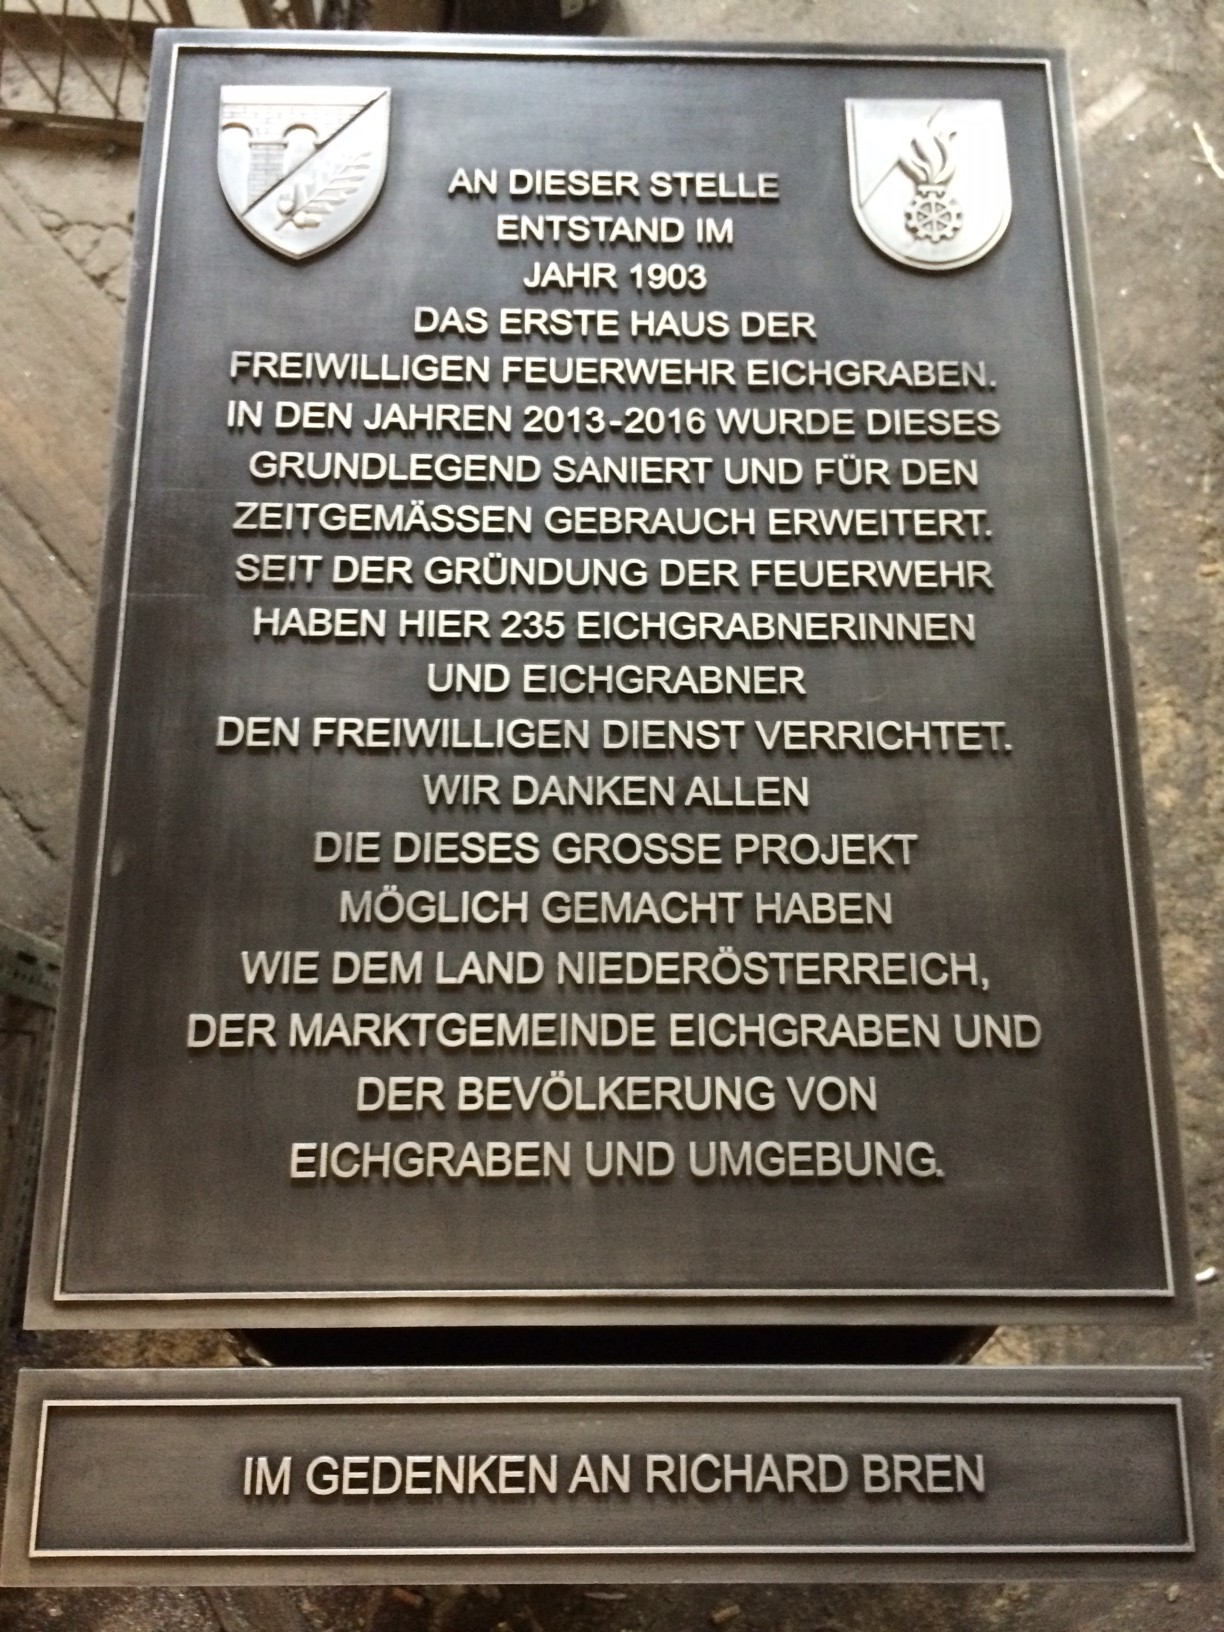 AN DIESER STELLE
ENTSTAND IM
JAHR 1903
DAS ERSTE HAUS DER
FREIWILLIGEN FEUERWEHR EICHGRABEN.
IN DEN JAHREN 2013-2016 WURDE DIESES
GRUNDLEGEND SANIERT UND FÜR DEN
ZEITGEMÄSSEN GEBRAUCH ERWEITERT.
SEIT DER GRÜNDUNG DER FEUERWEHR
HABEN HIER 235 EICHGRABNERINNEN
UND EICHGRABNER
DEN FREIWILLIGEN DIENST VERRICHTET.
WIR DANKEN ALLEN
DIE DIESES GROSSE PROJEKT
MÖGLICH GEMACHT HABEN
WIE DEM LAND NIEDERÖSTERREICH,
DER MARKTGEMEINDE EICHGRABEN UND
DER BEVÖLKERUNG VON
EICHGRABEN UND UMGEBUNG.
IM GEDENKEN AN RICHARD BREN